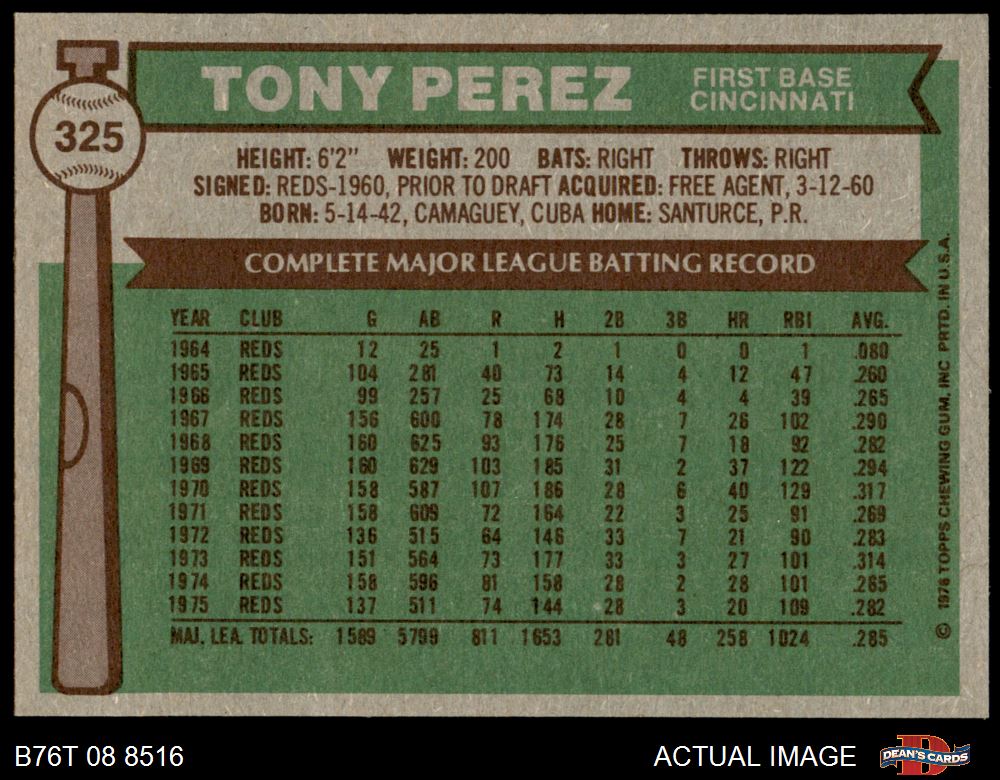 TONY PEREZ
FIRST BASE
CINCINNATI
325
HEIGHT: 6'2" WEIGHT: 200 BATS: RIGHT THROWS: RIGHT
SIGNED: REDS-1960, PRIOR TO DRAFT ACQUIRED: FREE AGENT, 3-12-60
BORN: 5-14-42, CAMAGUEY, CUBA HOME: SANTURCE, P.R.
COMPLETE MAJOR LEAGUE BATTING RECORD
YEAR CLUB G AB R H 2B 3B HR RBI AVG.
1964 REDS 12 25 1 2 1 0 0 1 .080
1965 REDS 104 281 40 73 14 4 12 47 .260
1966 REDS 99 257 25 68 10 4 4 39 .265
1967 REDS 156 600 78 174 28 7 26 102 .290
1968 REDS 160 625 93 176 25 7 18 92 .282
1969 REDS 160 629 103 185 31 2 37 122 .294
1970 REDS 158 587 107 186 28 6 40 129 .317
1971 REDS 158 609 72 164 22 3 25 91 .269
1972 REDS 136 515 64 146 33 7 21 90 .283
1973 REDS 151 564 73 177 33 3 27 101 .314
1974 REDS 158 596 81 158 28 2 28 101 .265
1975 REDS 137 511 74 144 28 3 20 109 .282
MAJ. LEA. TOTALS: 1589 5799 811 1653 281 48 258 1024 .285
© 1976 TOPPS CHEWING GUM, INC PRTD. IN U.S.A.
B76T 08 8516
ACTUAL IMAGE
D
DEAN'S CARDS